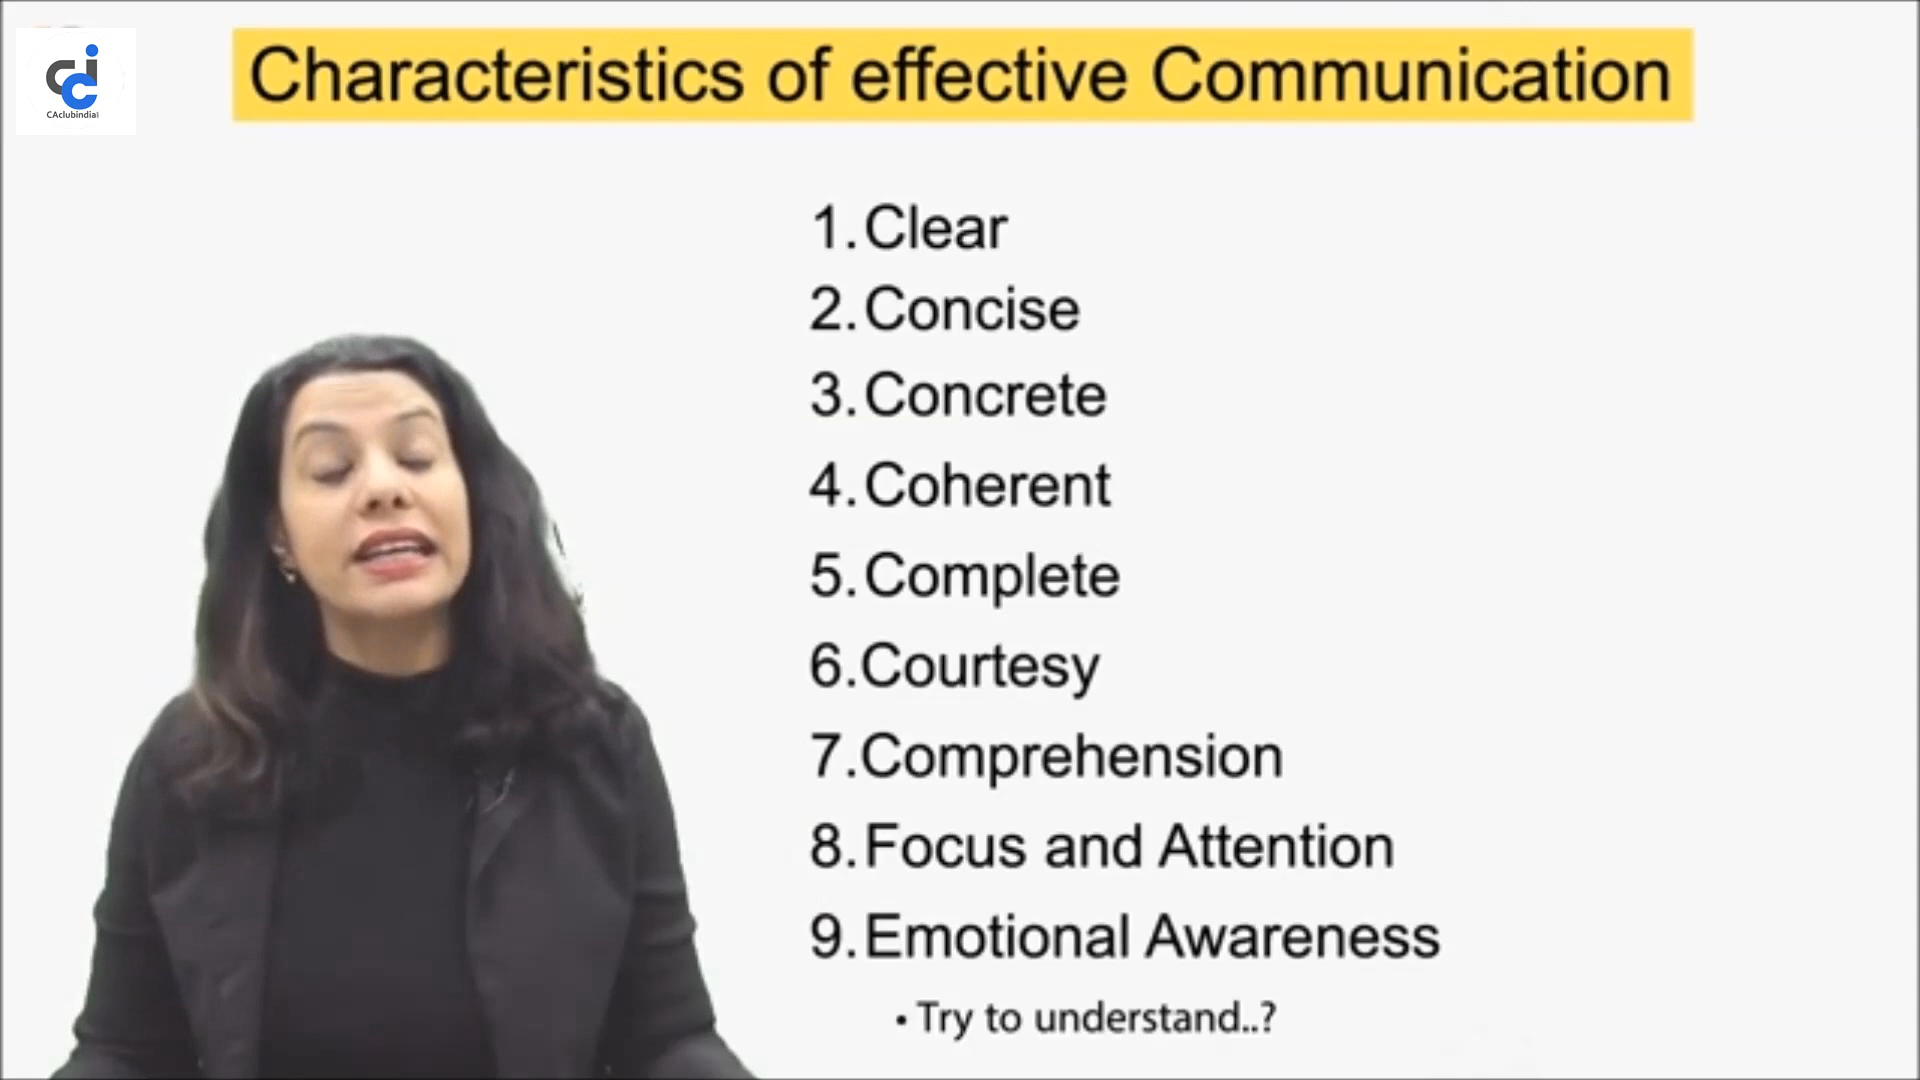 CAclubindia
Characteristics of effective Communication
1. Clear
2. Concise
3. Concrete
4. Coherent
5. Complete
6. Courtesy
7. Comprehension
8. Focus and Attention
9. Emotional Awareness
• Try to understand..?